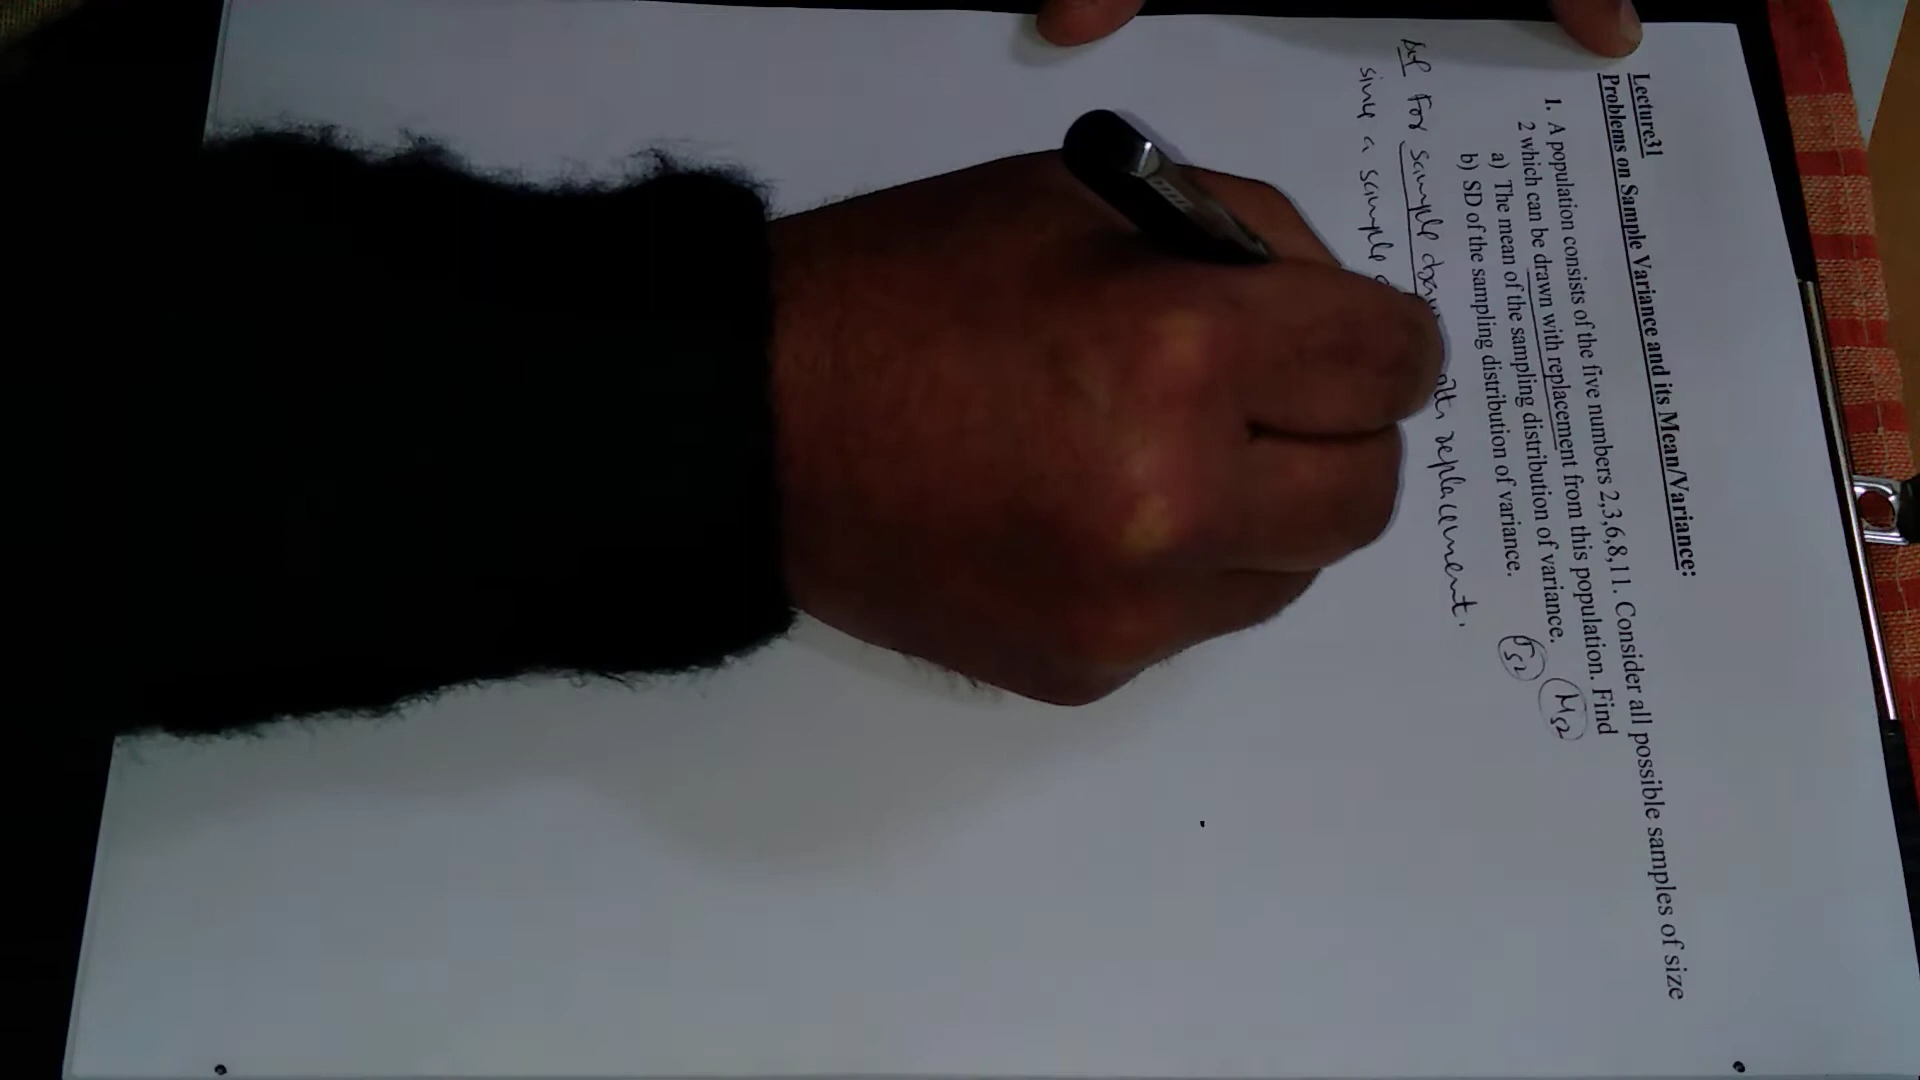 Lecture31
Problems on Sample Variance and its Mean/Variance:
1. A population consists of the five numbers 2,3,6,8,11. Consider all possible samples of size
2 which can be drawn with replacement from this population. Find
a) The mean of the sampling distribution of variance. μs2
b) SD of the sampling distribution of variance. σs2
For sample replacement.
a sample